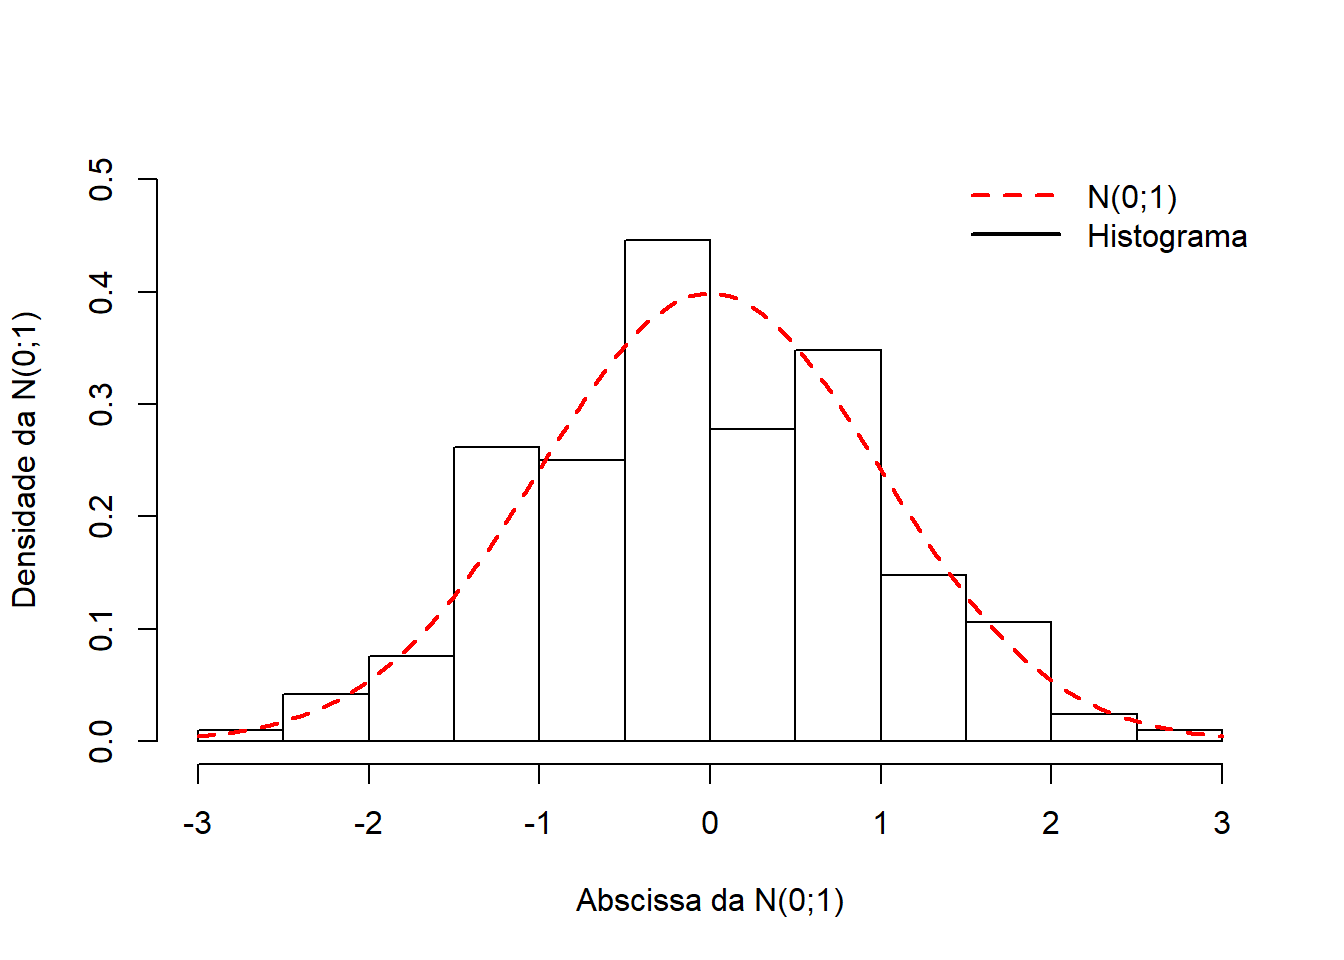 N(0;1)
Histograma
Densidade da N(0;1)
0.5
0.4
0.3
0.2
0.1
0.0
-3 -2 -1 0 1 2 3
Abscissa da N(0;1)